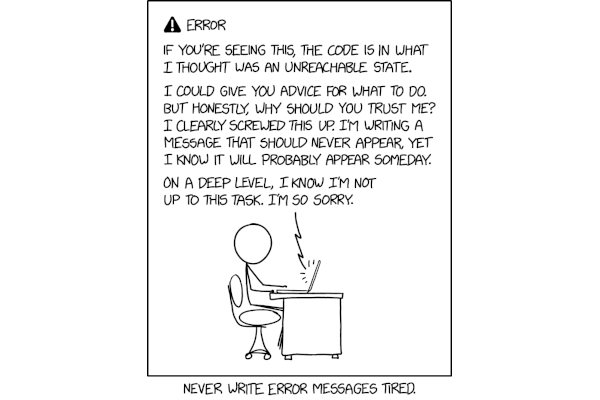 ERROR
IF YOU'RE SEEING THIS, THE CODE IS IN WHAT
I THOUGHT WAS AN UNREACHABLE STATE.
I COULD GIVE YOU ADVICE FOR WHAT TO DO.
BUT HONESTLY, WHY SHOULD YOU TRUST ME?
I CLEARLY SCREWED THIS UP. I'M WRITING A
MESSAGE THAT SHOULD NEVER APPEAR, YET
I KNOW IT WILL PROBABLY APPEAR SOMEDAY.
ON A DEEP LEVEL, I KNOW I'M NOT
UP TO THIS TASK. I'M SO SORRY.
NEVER WRITE ERROR MESSAGES TIRED.